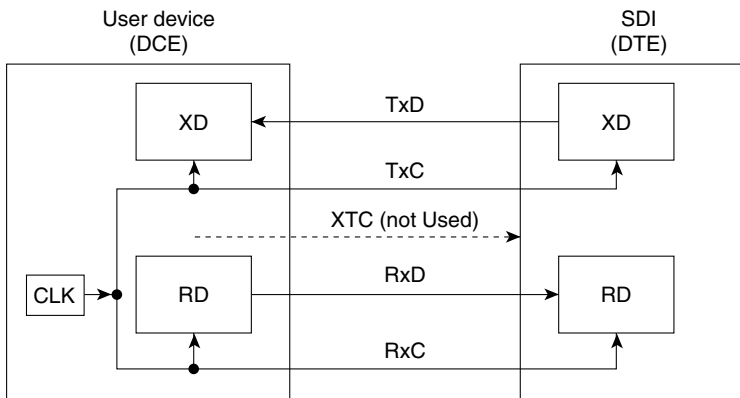 User device
(DCE)
SDI
(DTE)
XD
TxD
XD
TxC
XTC (not Used)
CLK
RD
RxD
RD
RxC